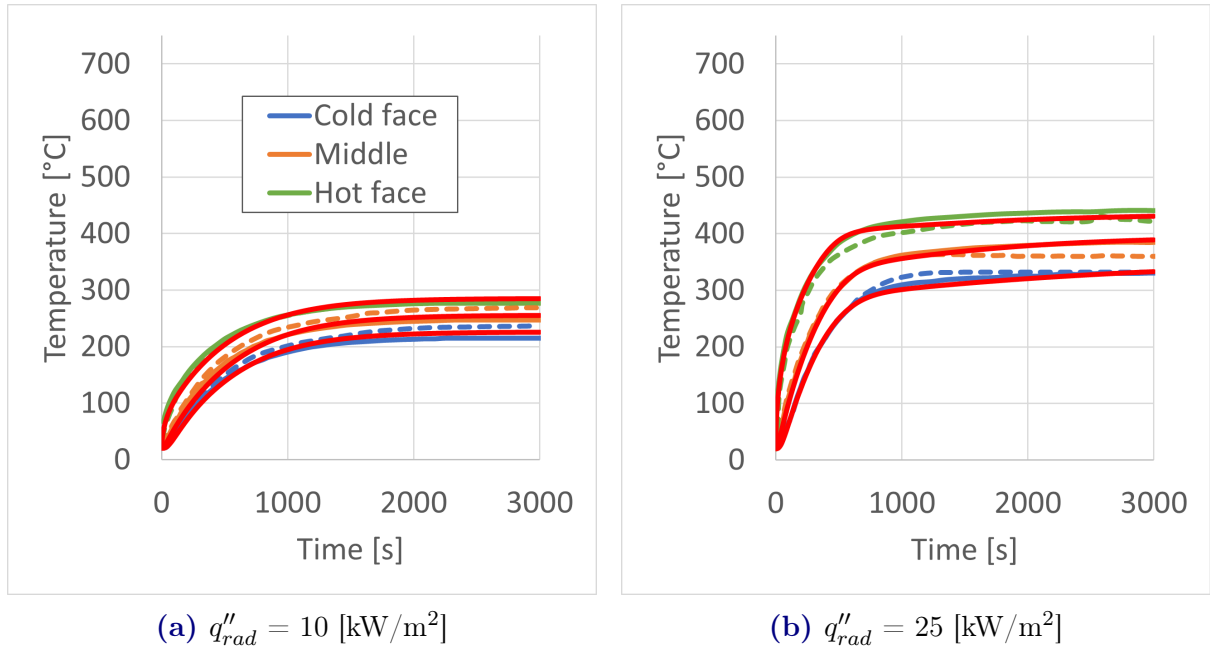 700
600
500
400
300
200
100
0
Temperature [°C]
Cold face
Middle
Hot face
0 1000 2000 3000
Time [s]
(a) q″rad = 10 [kW/m²]
700
600
500
400
300
200
100
0
Temperature [°C]
0 1000 2000 3000
Time [s]
(b) q″rad = 25 [kW/m²]